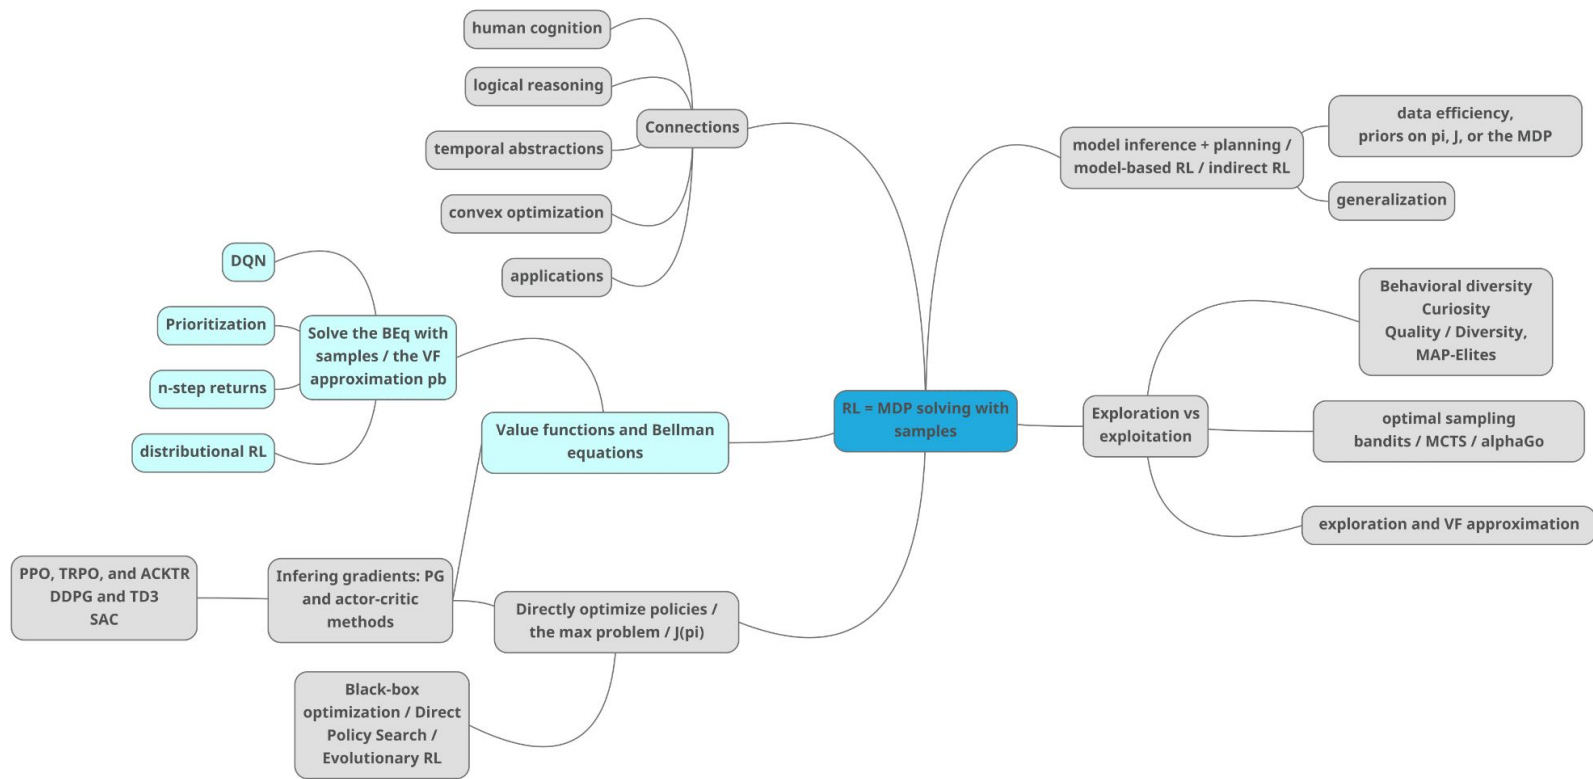 human cognition
logical reasoning
Connections
temporal abstractions
convex optimization
applications
model inference + planning /
model-based RL / indirect RL
data efficiency,
priors on pi, J, or the MDP
generalization
DQN
Prioritization
n-step returns
distributional RL
Solve the BEq with
samples / the VF
approximation pb
Value functions and Bellman
equations
RL = MDP solving with
samples
Exploration vs
exploitation
Behavioral diversity
Curiosity
Quality / Diversity,
MAP-Elites
optimal sampling
bandits / MCTS / alphaGo
exploration and VF approximation
PPO, TRPO, and ACKTR
DDPG and TD3
SAC
Infering gradients: PG
and actor-critic
methods
Directly optimize policies /
the max problem / J(pi)
Black-box
optimization / Direct
Policy Search /
Evolutionary RL